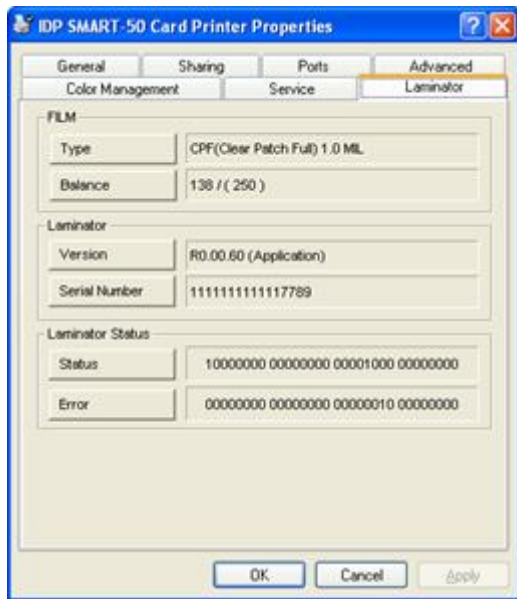 IDP SMART-50 Card Printer Properties
General Sharing Ports Advanced
Color Management Service Laminator
FILM
Type CPF(Clear Patch Full) 1.0 MIL
Balance 138 / ( 250 )
Laminator
Version R0.00.60 (Application)
Serial Number 1111111111117789
Laminator Status
Status 10000000 00000000 00001000 00000000
Error 00000000 00000000 00000010 00000000
OK Cancel Apply